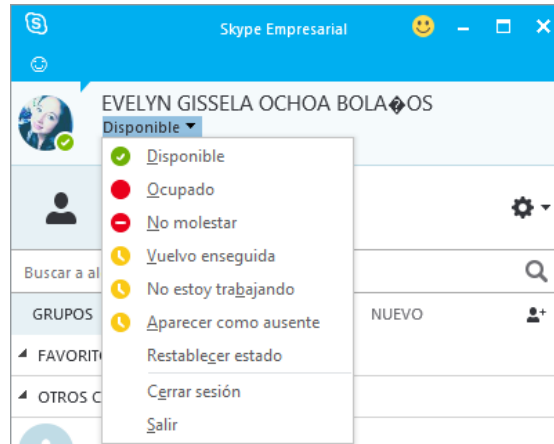 Skype Empresarial
EVELYN GISSELA OCHOA BOLA�OS
Disponible
Disponible
Ocupado
No molestar
Vuelvo enseguida
No estoy trabajando
Aparecer como ausente
Restablecer estado
Cerrar sesión
Salir
Buscar a al
GRUPOS
NUEVO
FAVORIT
OTROS C